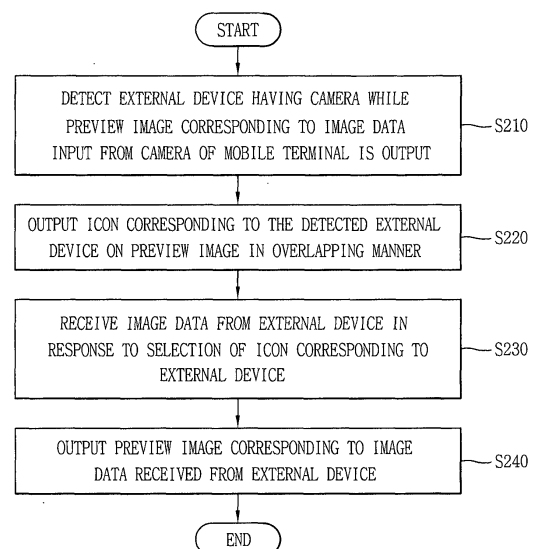 START
DETECT EXTERNAL DEVICE HAVING CAMERA WHILE
PREVIEW IMAGE CORRESPONDING TO IMAGE DATA
INPUT FROM CAMERA OF MOBILE TERMINAL IS OUTPUT
S210
OUTPUT ICON CORRESPONDING TO THE DETECTED EXTERNAL
DEVICE ON PREVIEW IMAGE IN OVERLAPPING MANNER
S220
RECEIVE IMAGE DATA FROM EXTERNAL DEVICE IN
RESPONSE TO SELECTION OF ICON CORRESPONDING TO
EXTERNAL DEVICE
S230
OUTPUT PREVIEW IMAGE CORRESPONDING TO IMAGE
DATA RECEIVED FROM EXTERNAL DEVICE
S240
END